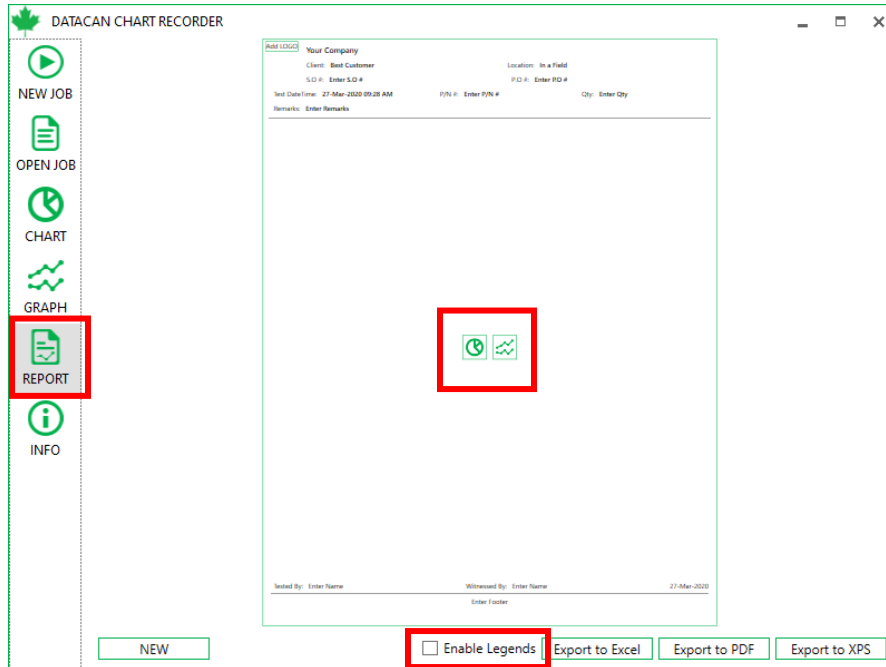 DATACAN CHART RECORDER
NEW JOB
OPEN JOB
CHART
GRAPH
REPORT
INFO
Add LOGO Your Company
Client: Best Customer Location: In a Field
S.O #: Enter S.O # P.O #: Enter P.O #
Test DateTime: 27-Mar-2020 09:28 AM P/N #: Enter P/N # Qty: Enter Qty
Remarks: Enter Remarks
Tested By: Enter Name Witnessed By: Enter Name 27-Mar-2020
Enter Footer
NEW Enable Legends Export to Excel Export to PDF Export to XPS